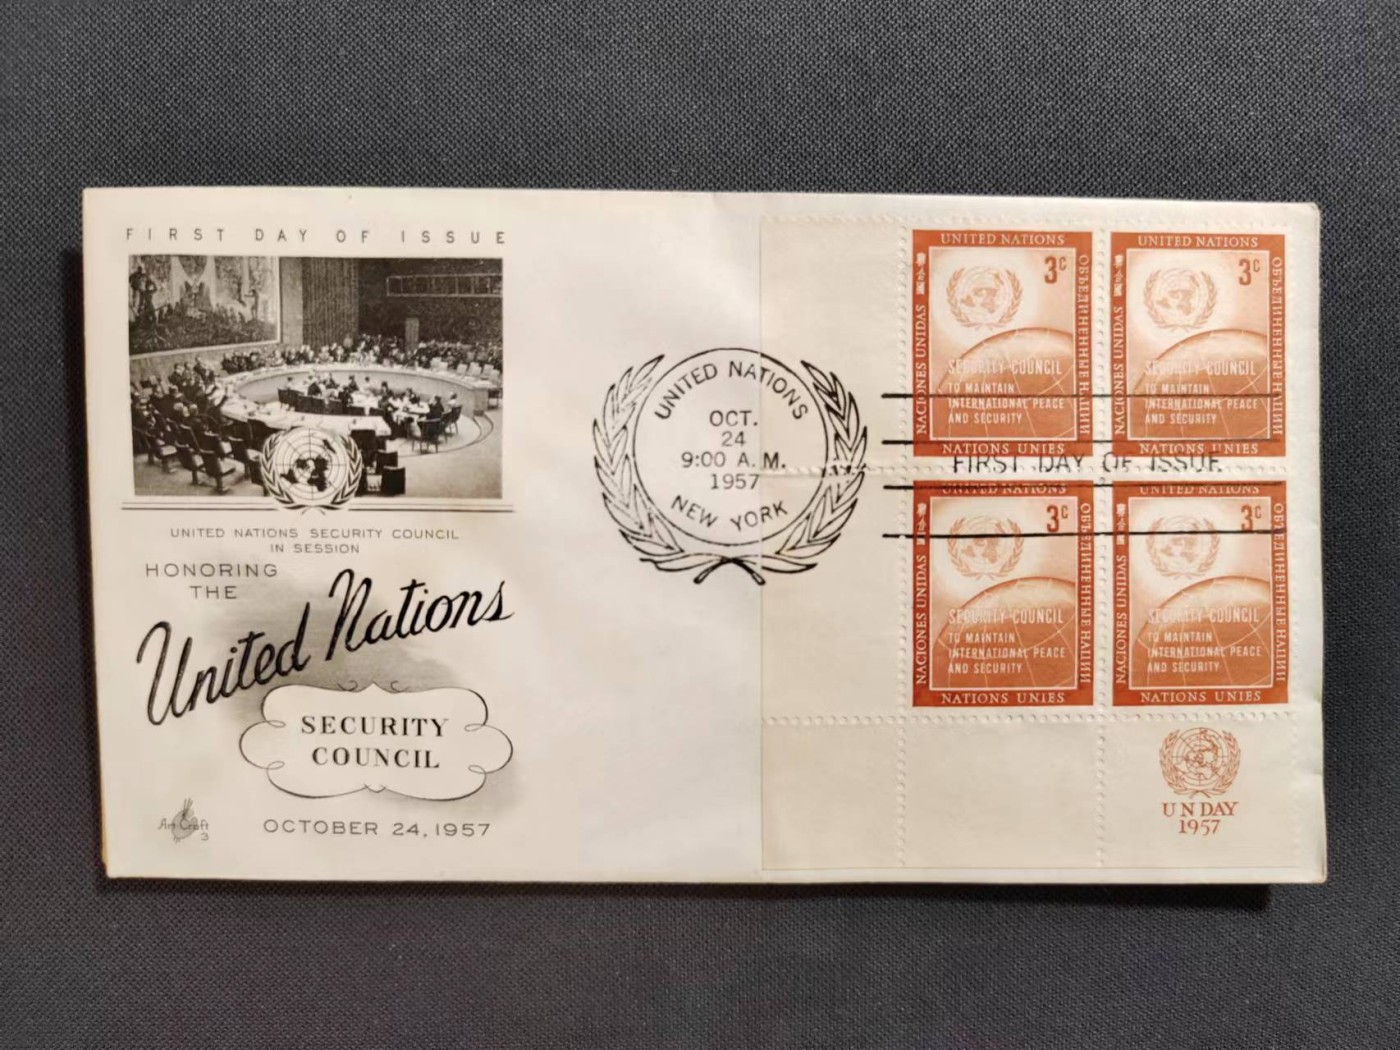 FIRST DAY OF ISSUE
UNITED NATIONS SECURITY COUNCIL
IN SESSION
HONORING
THE
United Nations
SECURITY
COUNCIL
OCTOBER 24, 1957
Art Craft
3
UNITED NATIONS
OCT.
24
9:00 A.M.
1957
NEW YORK
FIRST DAY OF ISSUE
UNITED NATIONS
3c
NACIONES UNIDAS
ОБЪЕДИНЕННЫЕ НАЦИИ
SECURITY COUNCIL
TO MAINTAIN
INTERNATIONAL PEACE
AND SECURITY
NATIONS UNIES
UNITED NATIONS
3c
NACIONES UNIDAS
ОБЪЕДИНЕННЫЕ НАЦИИ
SECURITY COUNCIL
TO MAINTAIN
INTERNATIONAL PEACE
AND SECURITY
NATIONS UNIES
UNITED NATIONS
3c
NACIONES UNIDAS
ОБЪЕДИНЕННЫЕ НАЦИИ
SECURITY COUNCIL
TO MAINTAIN
INTERNATIONAL PEACE
AND SECURITY
NATIONS UNIES
UNITED NATIONS
3c
NACIONES UNIDAS
ОБЪЕДИНЕННЫЕ НАЦИИ
SECURITY COUNCIL
TO MAINTAIN
INTERNATIONAL PEACE
AND SECURITY
NATIONS UNIES
UN DAY
1957